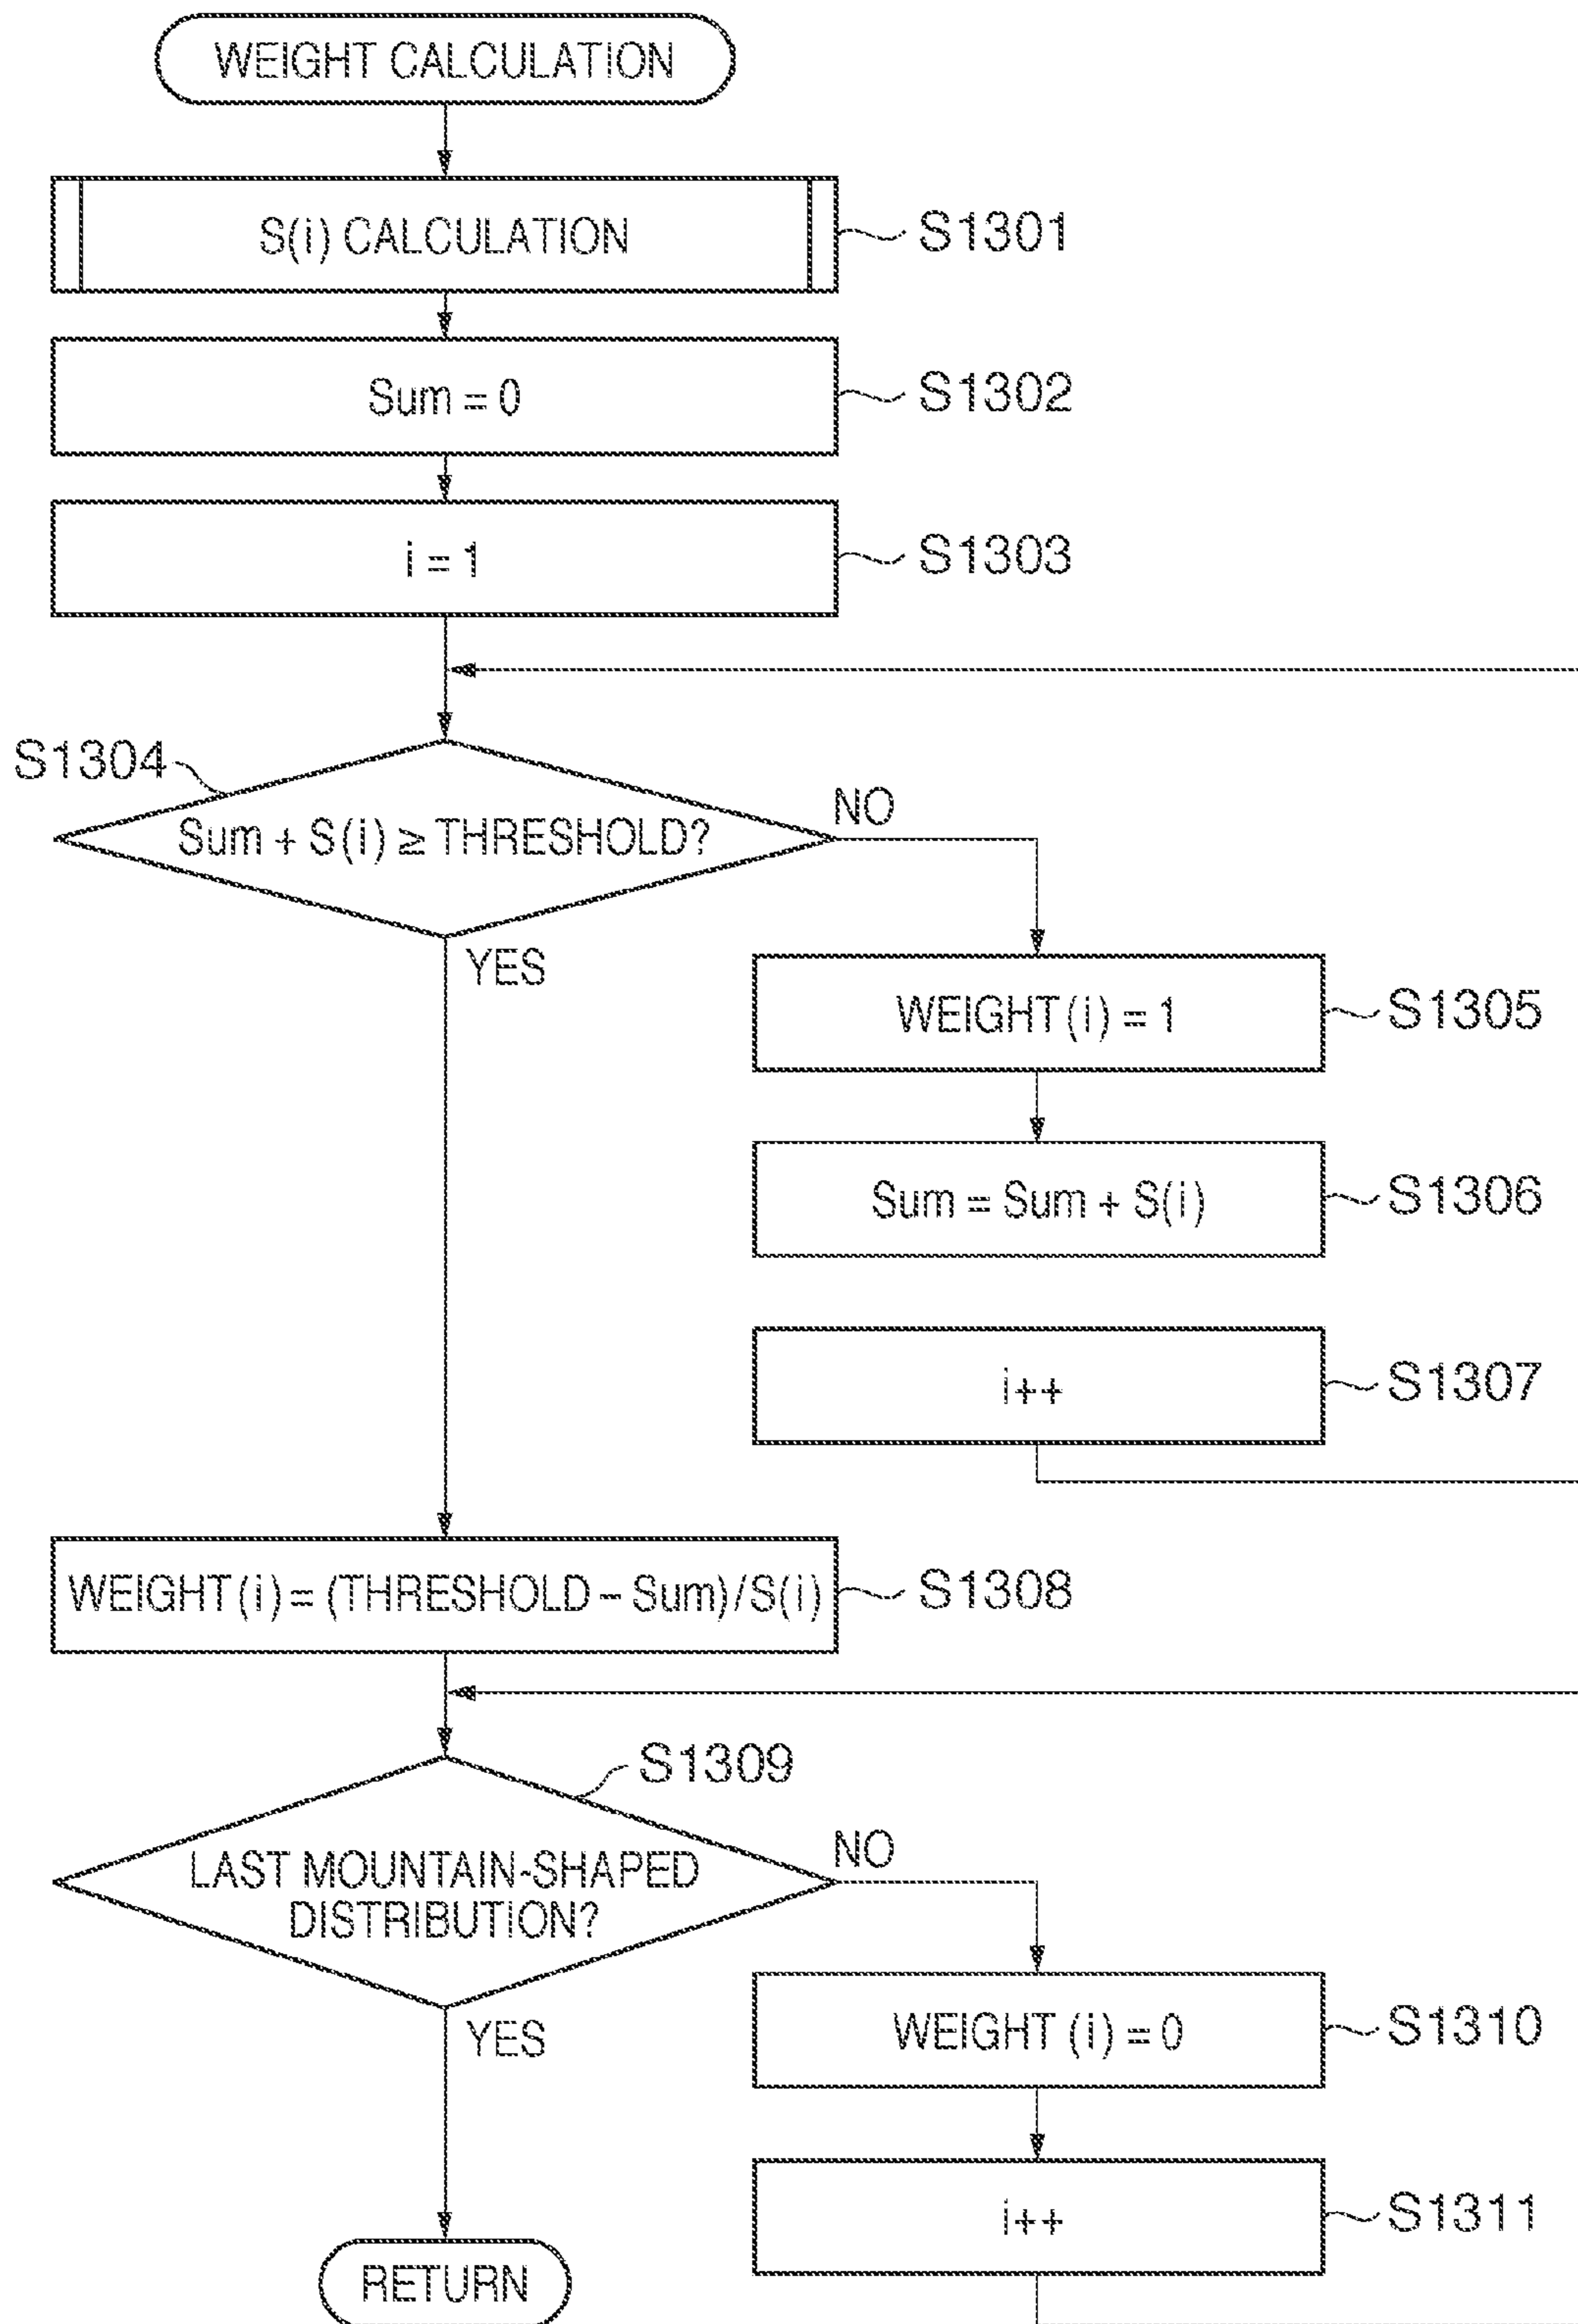 WEIGHT CALCULATION
S(i) CALCULATION
S1301
Sum = 0
S1302
i = 1
S1303
S1304
Sum + S(i) ≥ THRESHOLD?
NO
YES
WEIGHT(i) = 1
S1305
Sum = Sum + S(i)
S1306
i++
S1307
WEIGHT(i) = (THRESHOLD – Sum)/S(i)
S1308
S1309
LAST MOUNTAIN-SHAPED
DISTRIBUTION?
NO
YES
WEIGHT (i) = 0
S1310
i++
S1311
RETURN